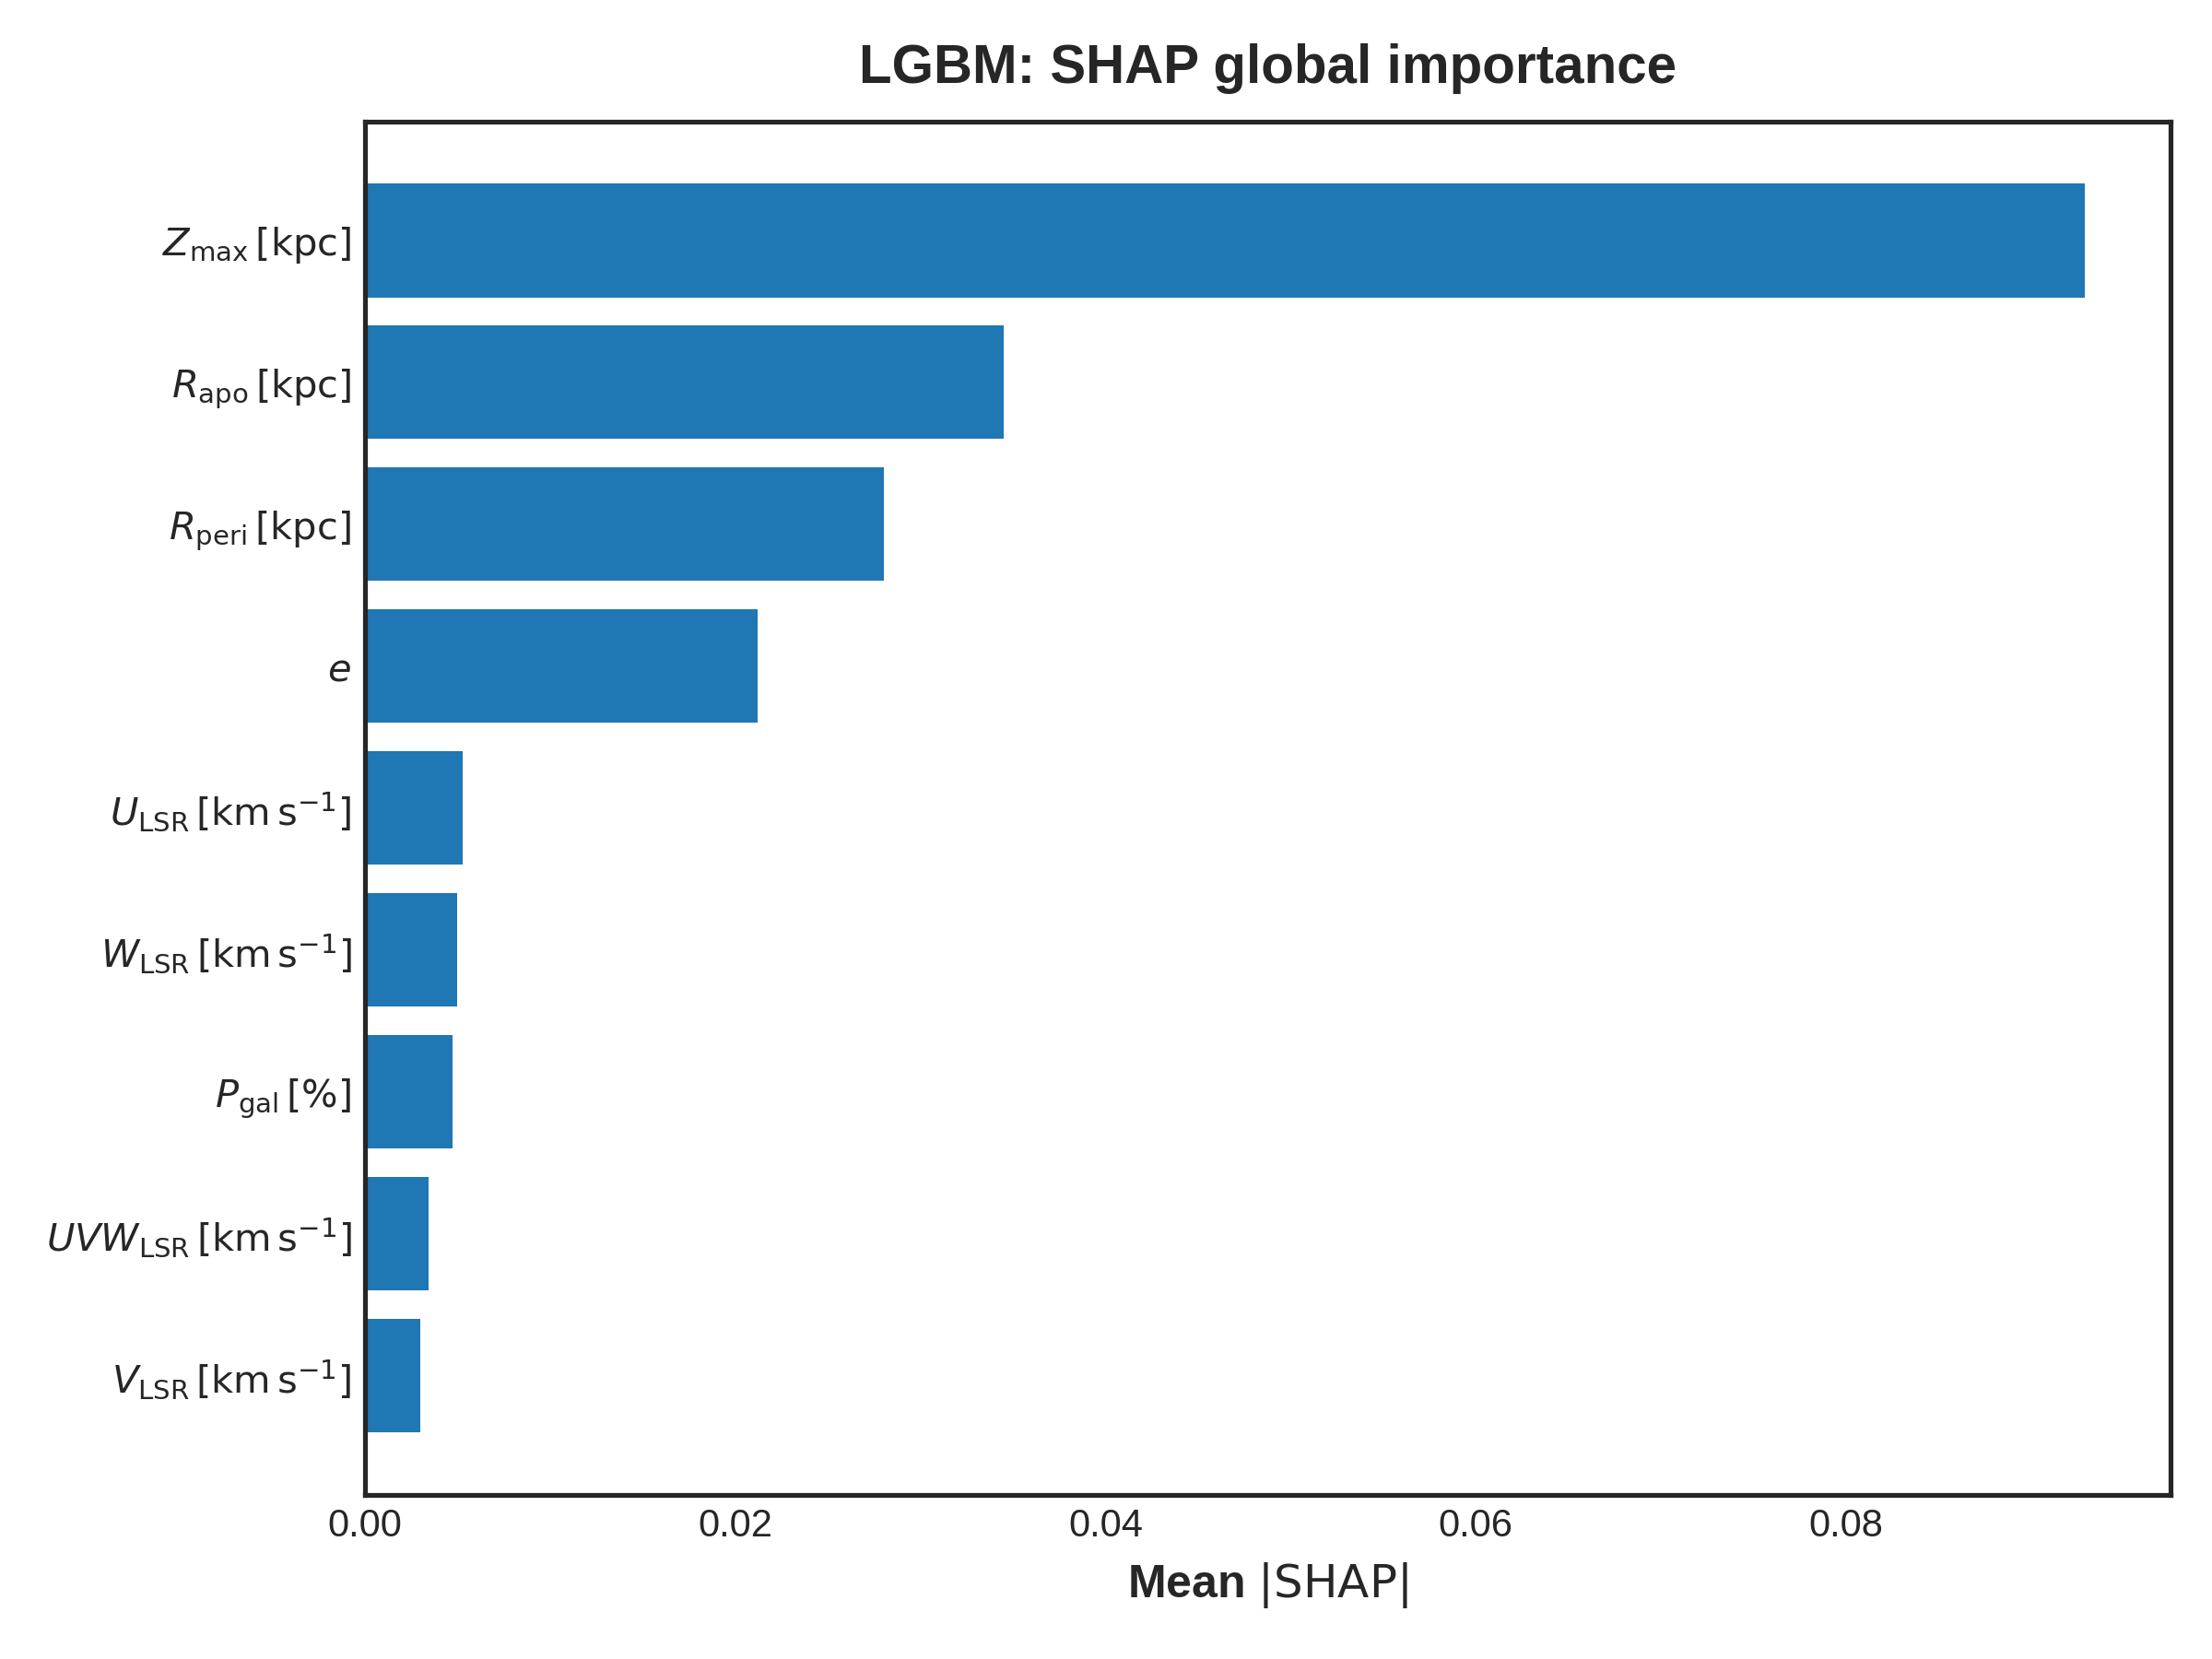 LGBM: SHAP global importance
Z_max [kpc]
R_apo [kpc]
R_peri [kpc]
e
U_LSR [km s⁻¹]
W_LSR [km s⁻¹]
P_gal [%]
UVW_LSR [km s⁻¹]
V_LSR [km s⁻¹]
0.00 0.02 0.04 0.06 0.08
Mean |SHAP|